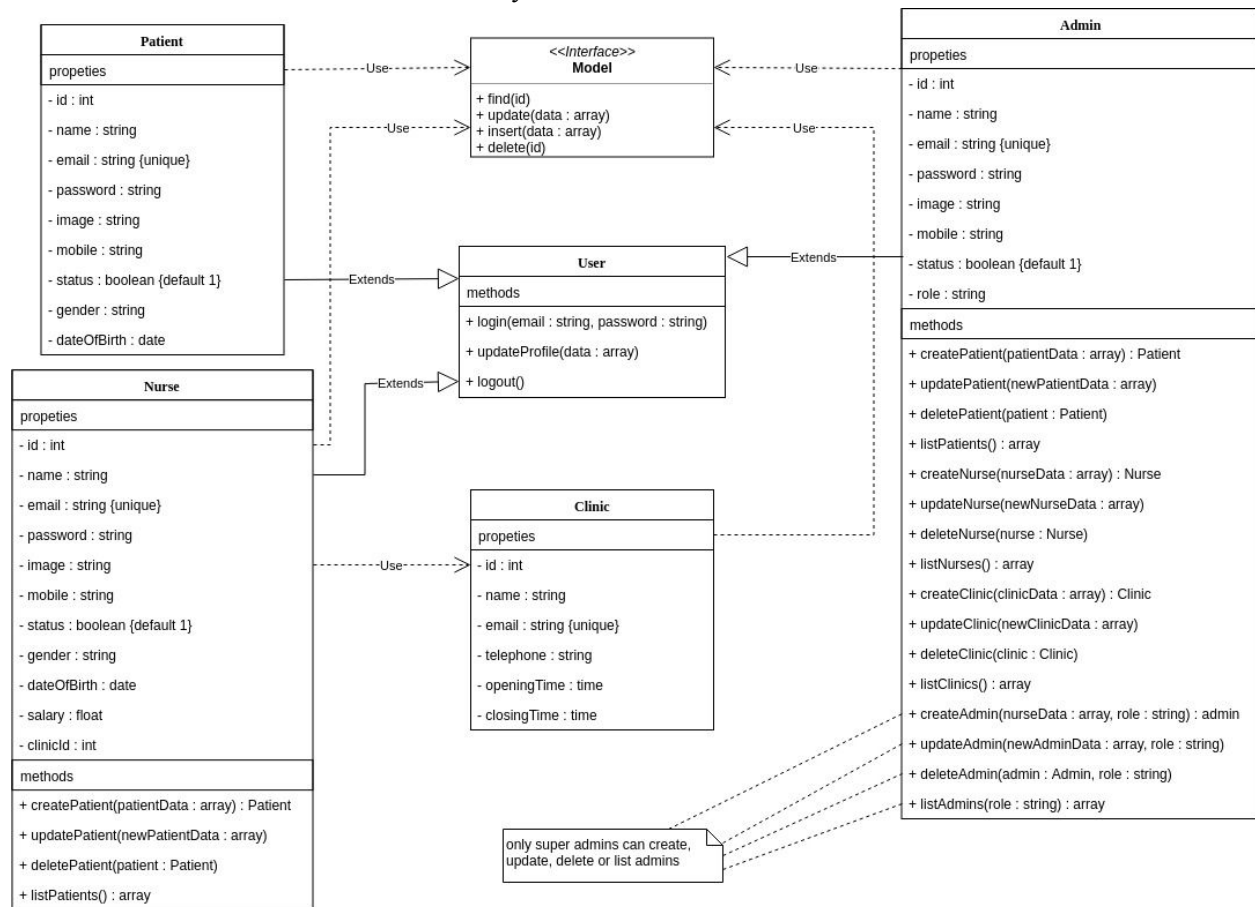 y
Patient
propeties
- id : int
- name : string
- email : string {unique}
- password : string
- image : string
- mobile : string
- status : boolean {default 1}
- gender : string
- dateOfBirth : date
Use
<<Interface>>
Model
+ find(id)
+ update(data : array)
+ insert(data : array)
+ delete(id)
Use
Use
Use
Admin
propeties
- id : int
- name : string
- email : string {unique}
- password : string
- image : string
- mobile : string
- status : boolean {default 1}
- role : string
methods
+ createPatient(patientData : array) : Patient
+ updatePatient(newPatientData : array)
+ deletePatient(patient : Patient)
+ listPatients() : array
+ createNurse(nurseData : array) : Nurse
+ updateNurse(newNurseData : array)
+ deleteNurse(nurse : Nurse)
+ listNurses() : array
+ createClinic(clinicData : array) : Clinic
+ updateClinic(newClinicData : array)
+ deleteClinic(clinic : Clinic)
+ listClinics() : array
+ createAdmin(nurseData : array, role : string) : admin
+ updateAdmin(newAdminData : array, role : string)
+ deleteAdmin(admin : Admin, role : string)
+ listAdmins(role : string) : array
Extends
User
methods
+ login(email : string, password : string)
+ updateProfile(data : array)
+ logout()
Extends
Extends
Nurse
propeties
- id : int
- name : string
- email : string {unique}
- password : string
- image : string
- mobile : string
- status : boolean {default 1}
- gender : string
- dateOfBirth : date
- salary : float
- clinicId : int
methods
+ createPatient(patientData : array) : Patient
+ updatePatient(newPatientData : array)
+ deletePatient(patient : Patient)
+ listPatients() : array
Use
Clinic
propeties
- id : int
- name : string
- email : string {unique}
- telephone : string
- openingTime : time
- closingTime : time
only super admins can create,
update, delete or list admins